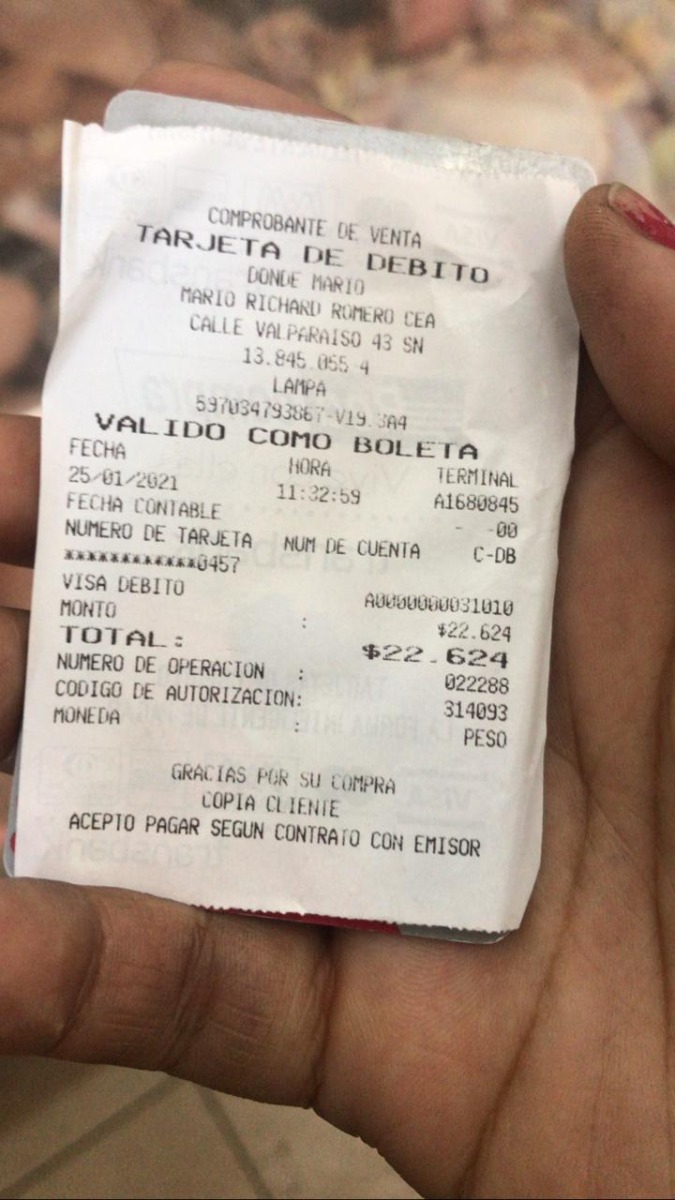 COMPROBANTE DE VENTA
TARJETA DE DEBITO
DONDE MARIO
MARIO RICHARD ROMERO CEA
CALLE VALPARAISO 43 SN
13.845.055-4
LAMPA
597034793867-V19.3A4
VALIDO COMO BOLETA
FECHA HORA TERMINAL
25/01/2021 11:32:59 A1680845
FECHA CONTABLE - -00
NUMERO DE TARJETA NUM DE CUENTA C-DB
************0457
VISA DEBITO A0000000031010
MONTO : $22.624
TOTAL: $22.624
NUMERO DE OPERACION : 022288
CODIGO DE AUTORIZACION: 314093
MONEDA : PESO
GRACIAS POR SU COMPRA
COPIA CLIENTE
ACEPTO PAGAR SEGUN CONTRATO CON EMISOR